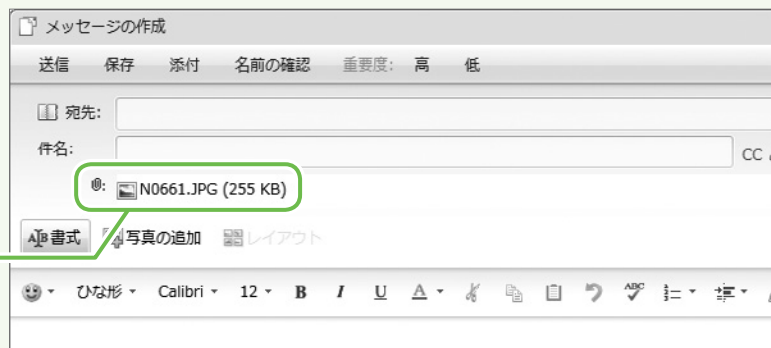 メッセージの作成
送信 保存 添付 名前の確認 重要度: 高 低
宛先:
件名:
CC
N0661.JPG (255 KB)
書式 写真の追加 レイアウト
ひな形 Calibri 12 B I U A ABC